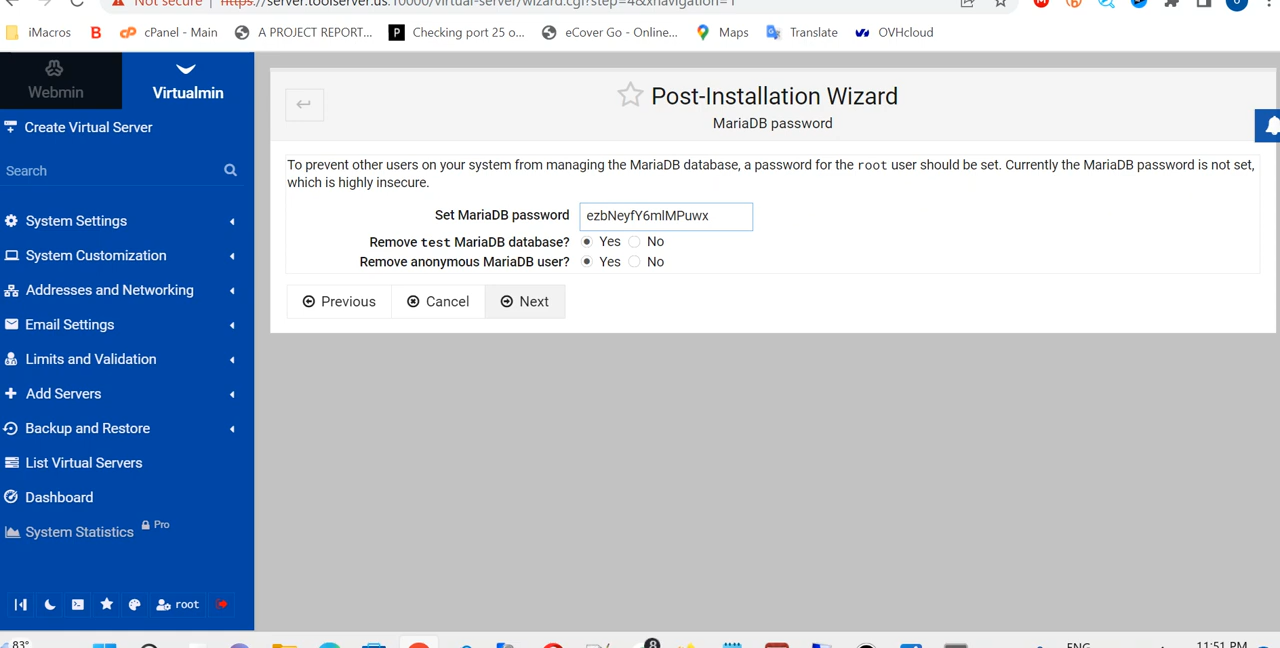 Not secure | https://server.toolserver.us:10000/virtual-server/wizard.cgi?step=4&xnavigation=1
iMacros B cPanel - Main A PROJECT REPORT... P Checking port 25 o... eCover Go - Online... Maps Translate OVHcloud
Webmin
Virtualmin
Create Virtual Server
Search
System Settings
System Customization
Addresses and Networking
Email Settings
Limits and Validation
Add Servers
Backup and Restore
List Virtual Servers
Dashboard
System Statistics Pro
root
Post-Installation Wizard
MariaDB password
To prevent other users on your system from managing the MariaDB database, a password for the root user should be set. Currently the MariaDB password is not set,
which is highly insecure.
Set MariaDB password ezbNeyfY6mlMPuwx
Remove test MariaDB database? Yes No
Remove anonymous MariaDB user? Yes No
Previous Cancel Next
83° 8 ENG 11:51 PM